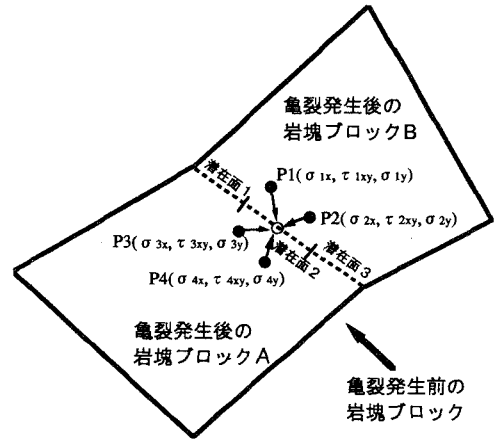 亀裂発生後の
岩塊ブロックB
潜在面1
P1(σ1x, τ1xy, σ1y)
P2(σ2x, τ2xy, σ2y)
P3(σ3x, τ3xy, σ3y)
潜在面2
潜在面3
P4(σ4x, τ4xy, σ4y)
亀裂発生後の
岩塊ブロックA
亀裂発生前の
岩塊ブロック